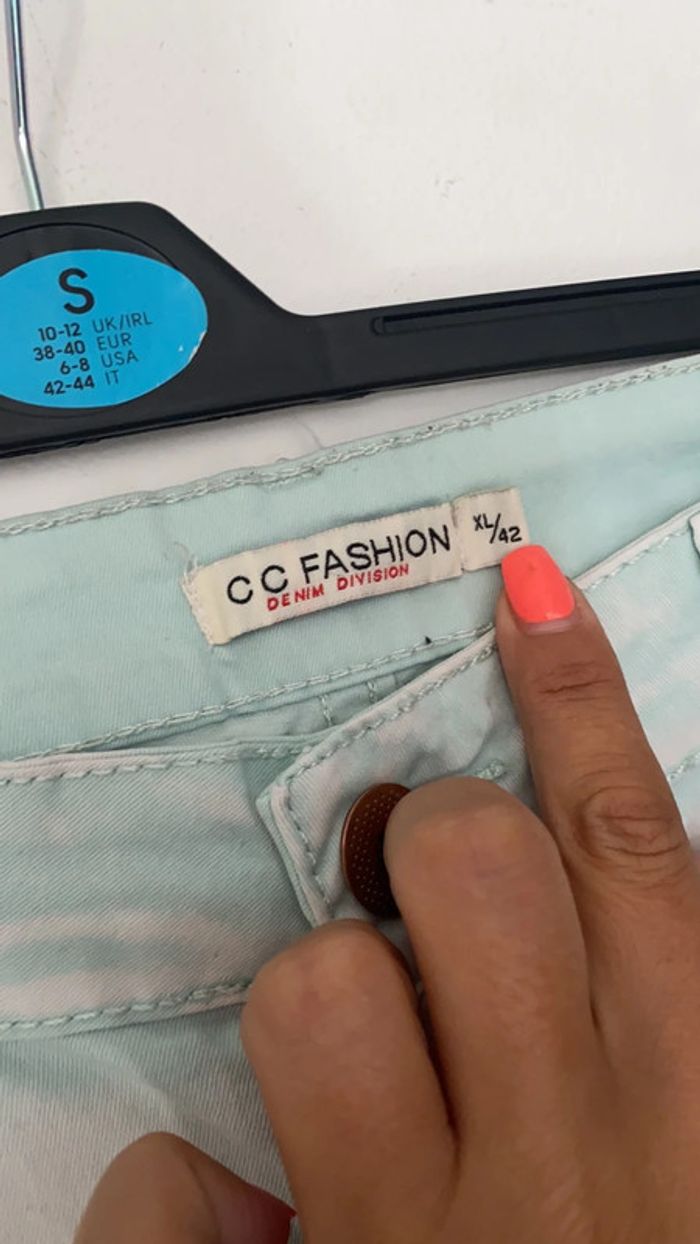 S
10-12 UK/IRL
38-40 EUR
6-8 USA
42-44 IT
CC FASHION
DENIM DIVISION
XL/42